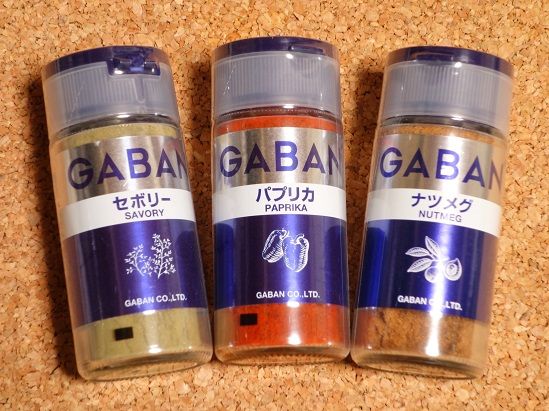 GABAN
セボリー
SAVORY
GABAN CO.,LTD.
GABAN
パプリカ
PAPRIKA
GABAN CO.,LTD.
GABAN
ナツメグ
NUTMEG
GABAN CO.,LTD.